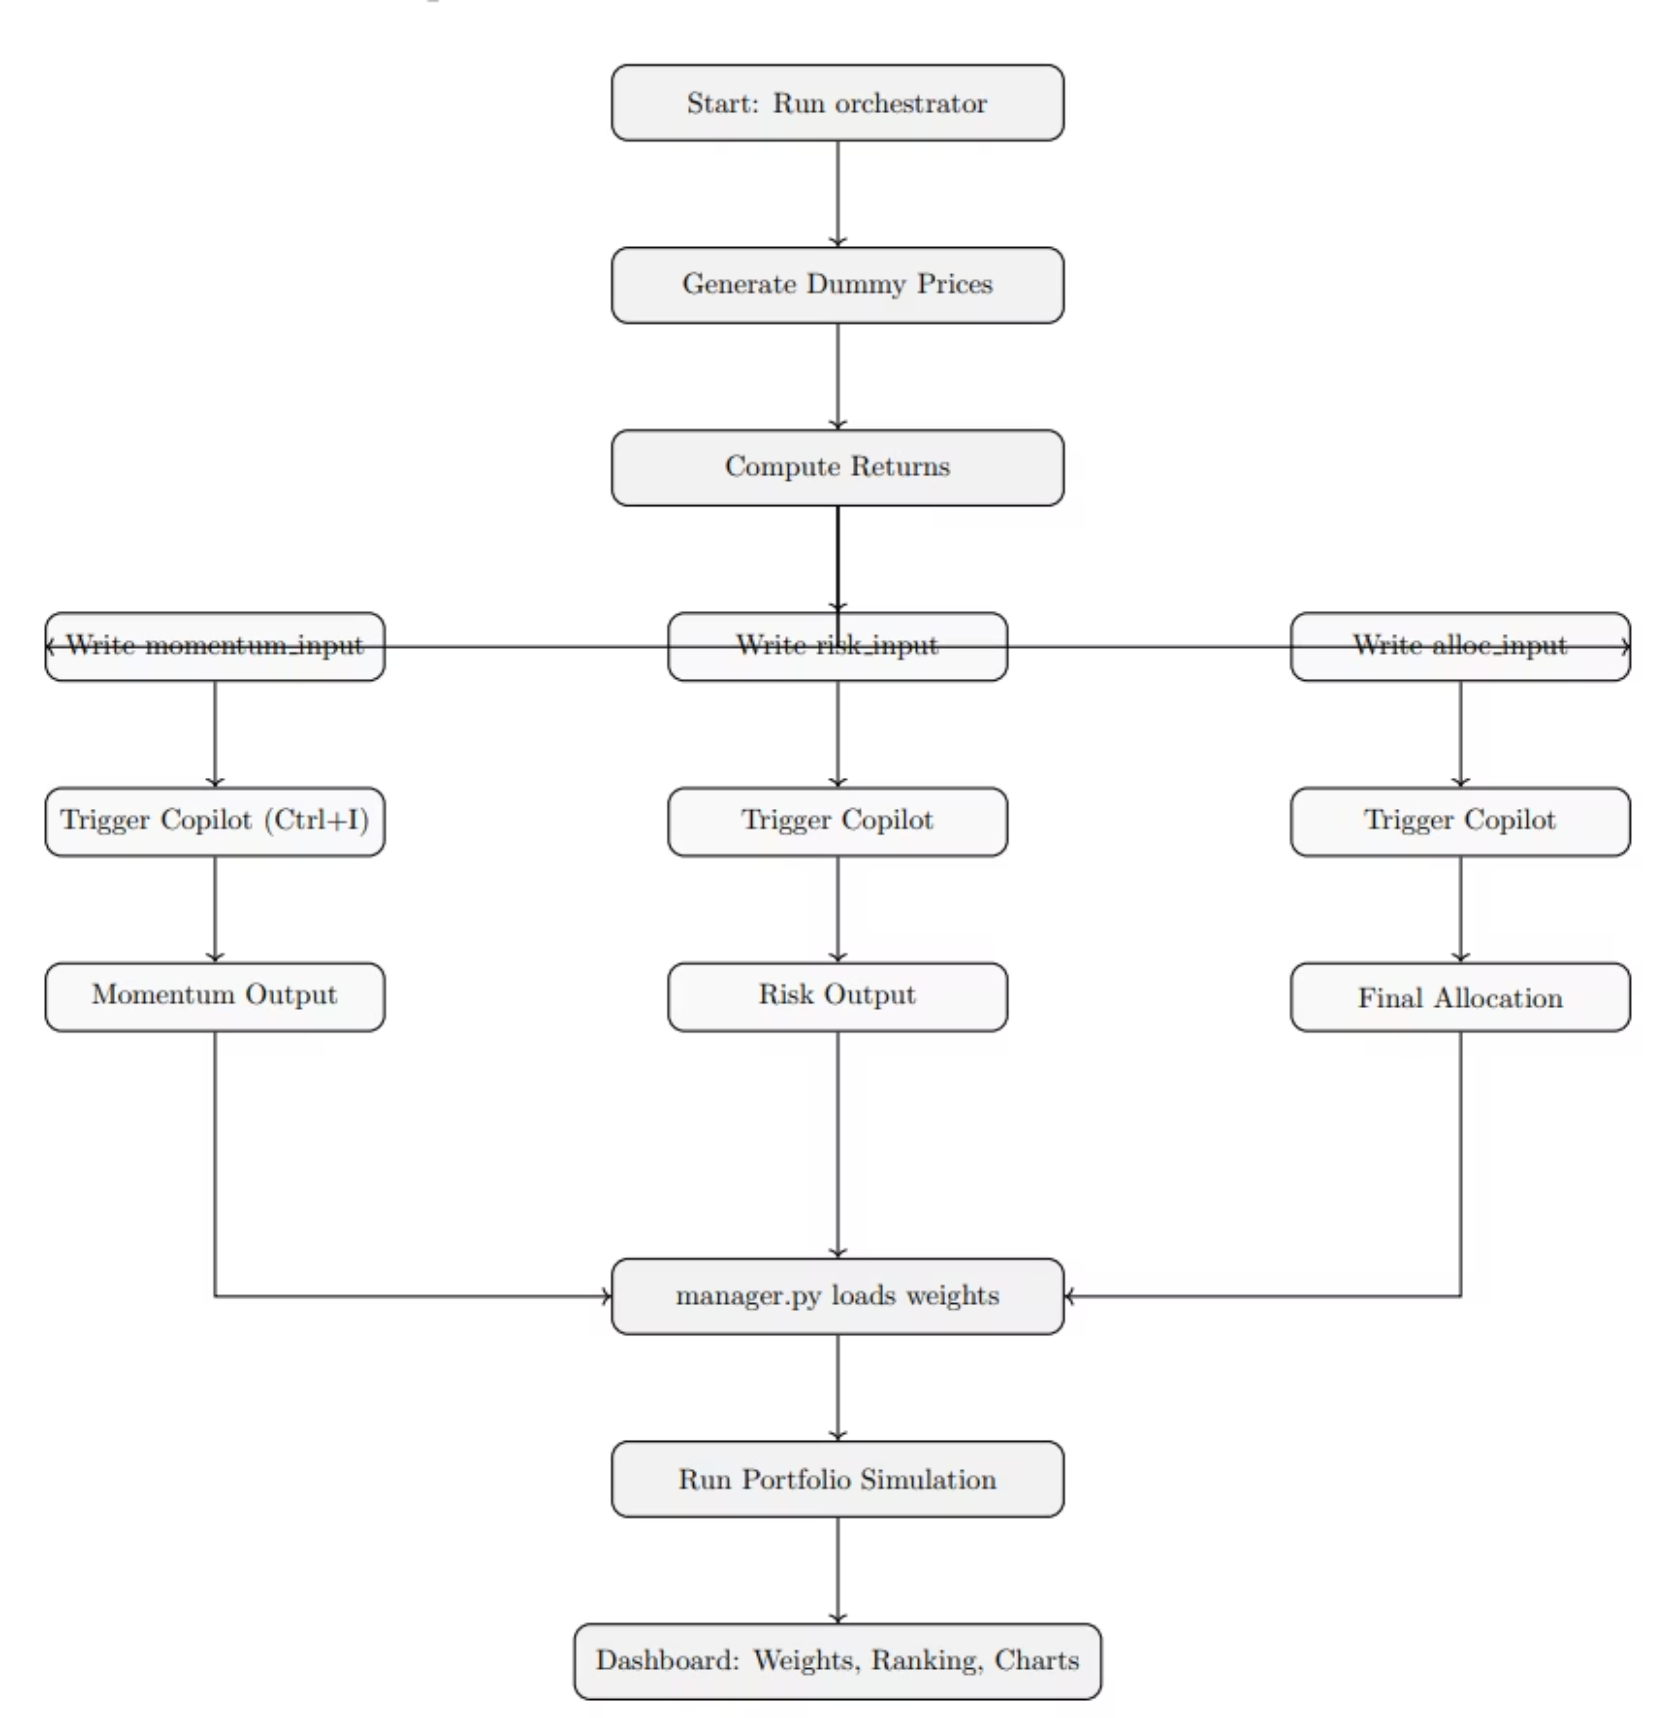 Start: Run orchestrator
Generate Dummy Prices
Compute Returns
Write momentum_input
Write risk_input
Write alloc_input
Trigger Copilot (Ctrl+I)
Trigger Copilot
Trigger Copilot
Momentum Output
Risk Output
Final Allocation
manager.py loads weights
Run Portfolio Simulation
Dashboard: Weights, Ranking, Charts